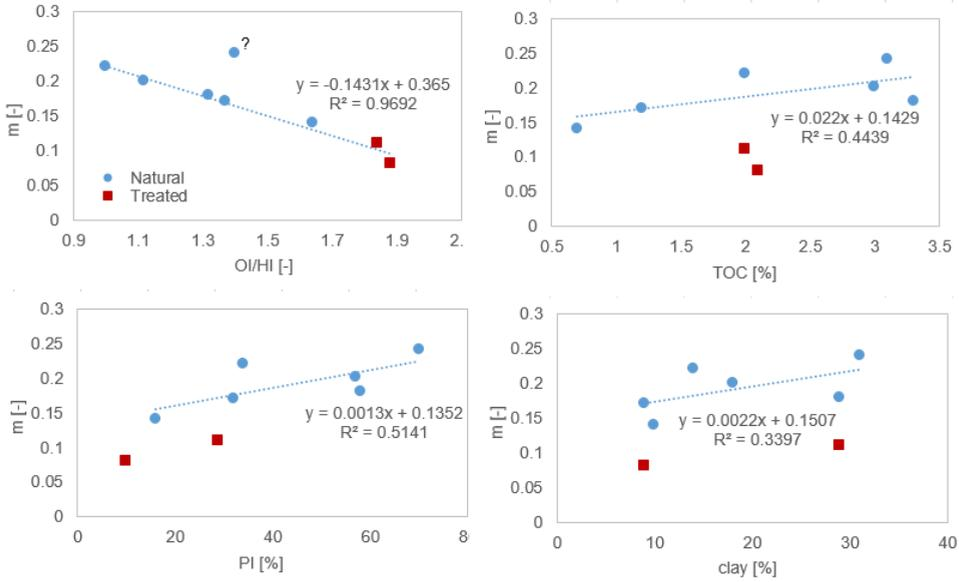 0.3
0.25
0.2
0.15
0.1
0.05
0
m [-]
?
y = -0.1431x + 0.365
R² = 0.9692
Natural
Treated
0.9 1.1 1.3 1.5 1.7 1.9 2.
OI/HI [-]
0.3
0.25
0.2
0.15
0.1
0.05
0
m [-]
y = 0.022x + 0.1429
R² = 0.4439
0.5 1 1.5 2 2.5 3 3.5
TOC [%]
0.3
0.25
0.2
0.15
0.1
0.05
0
m [-]
y = 0.0013x + 0.1352
R² = 0.5141
0 20 40 60 8
PI [%]
0.3
0.25
0.2
0.15
0.1
0.05
0
m [-]
y = 0.0022x + 0.1507
R² = 0.3397
0 10 20 30 40
clay [%]